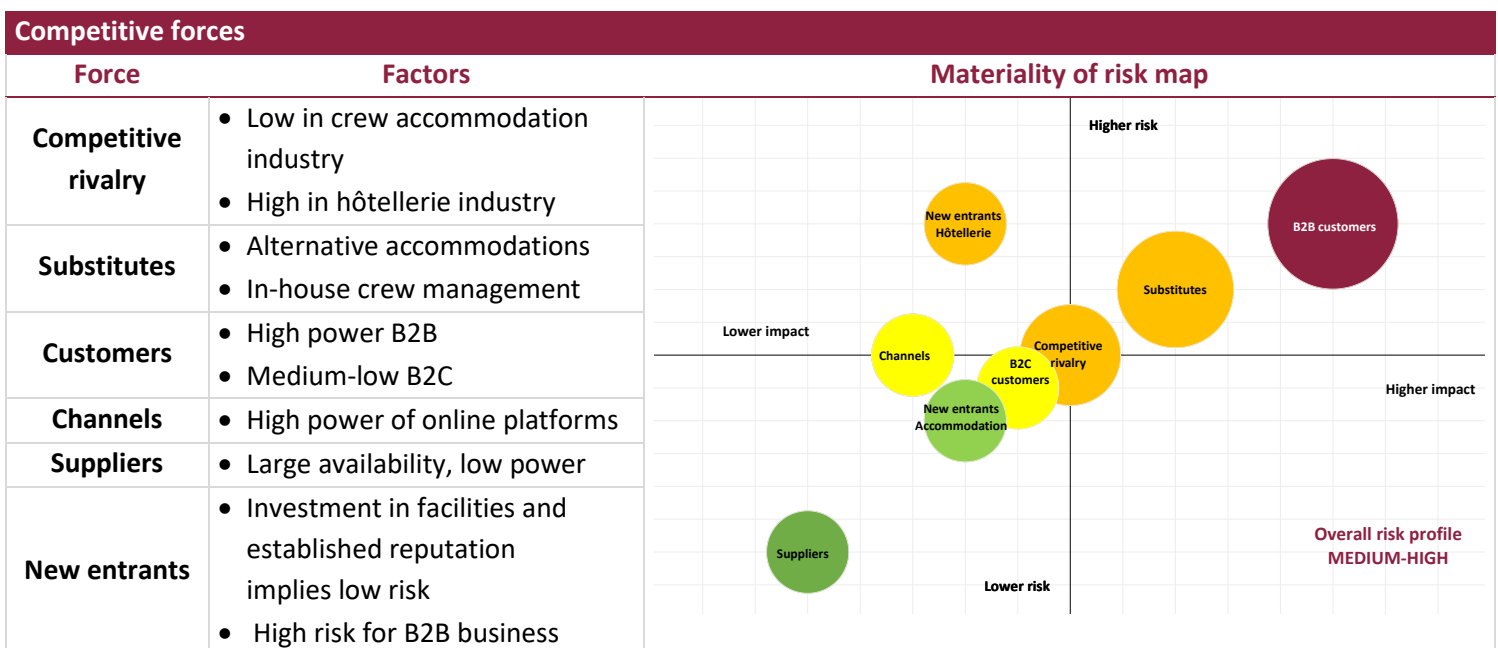 Competitive forces
Force
Factors
Materiality of risk map
Competitive
rivalry
• Low in crew accommodation
industry
• High in hôtellerie industry
Substitutes
• Alternative accommodations
• In-house crew management
Customers
• High power B2B
• Medium-low B2C
Channels
• High power of online platforms
Suppliers
• Large availability, low power
New entrants
• Investment in facilities and
established reputation
implies low risk
• High risk for B2B business
Higher risk
New entrants
Hôtellerie
B2B customers
Substitutes
Lower impact
Channels
Competitive
rivalry
B2C
customers
Higher impact
New entrants
Accommodation
Suppliers
Lower risk
Overall risk profile
MEDIUM-HIGH